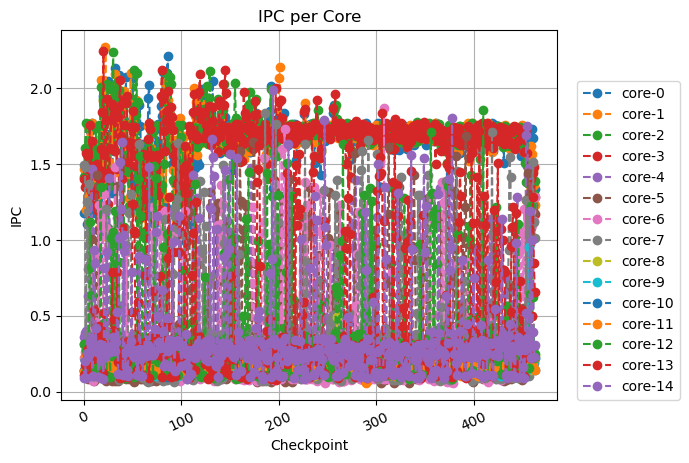 IPC per Core
IPC
2.0
1.5
1.0
0.5
0.0
0
100
200
300
400
Checkpoint
core-0
core-1
core-2
core-3
core-4
core-5
core-6
core-7
core-8
core-9
core-10
core-11
core-12
core-13
core-14